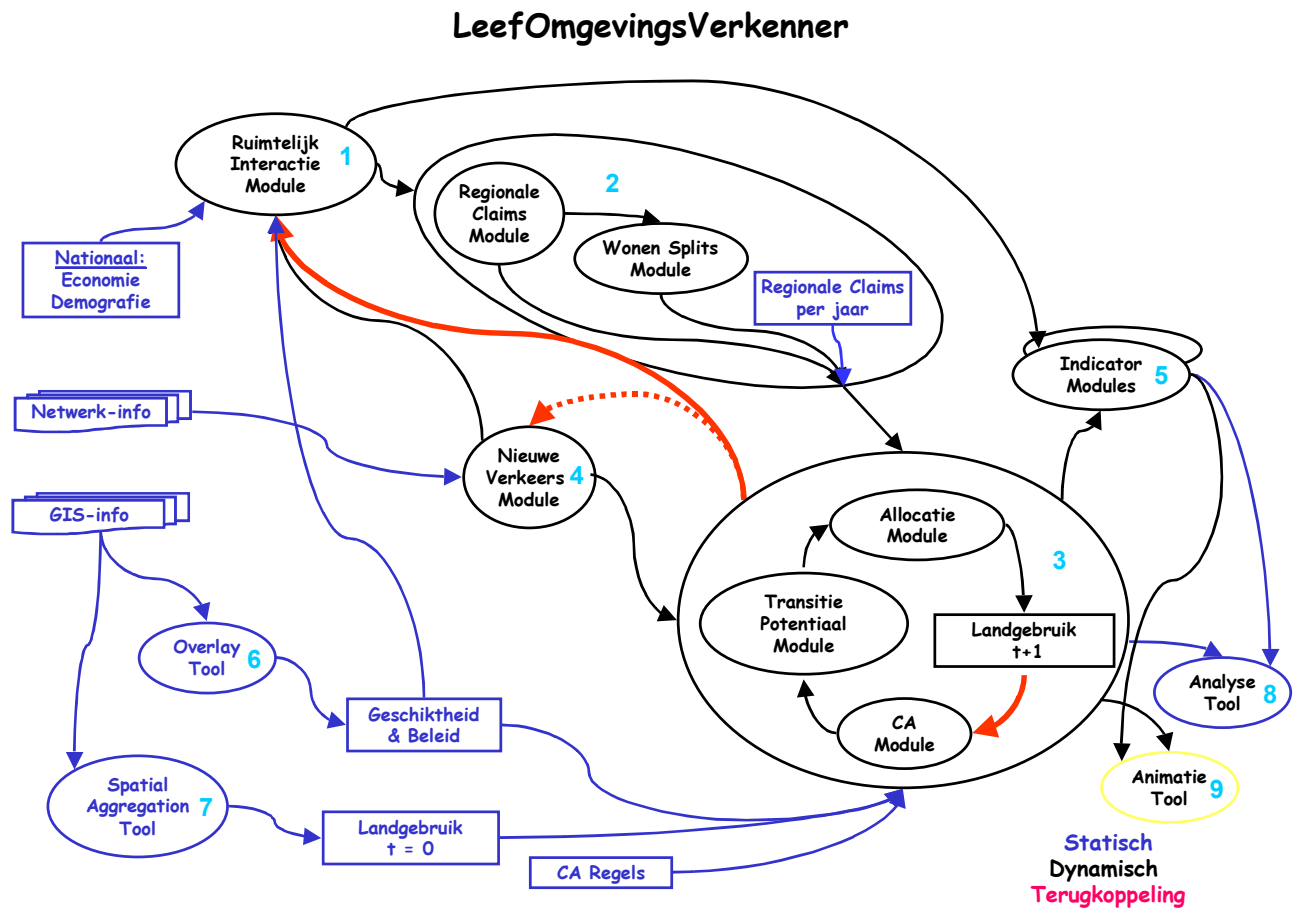 LeefOmgevingsVerkenner
Ruimtelijk
Interactie
Module
1
Regionale
Claims
Module
2
Wonen Splits
Module
Nationaal:
Economie
Demografie
Regionale Claims
per jaar
Indicator
Modules
5
Netwerk-info
Nieuwe
Verkeers
Module
4
GIS-info
Allocatie
Module
3
Transitie
Potentiaal
Module
Landgebruik
t+1
Overlay
Tool
6
Analyse
Tool
8
Geschiktheid
& Beleid
CA
Module
Spatial
Aggregation
Tool
7
Animatie
Tool
9
Landgebruik
t = 0
CA Regels
Statisch
Dynamisch
Terugkoppeling